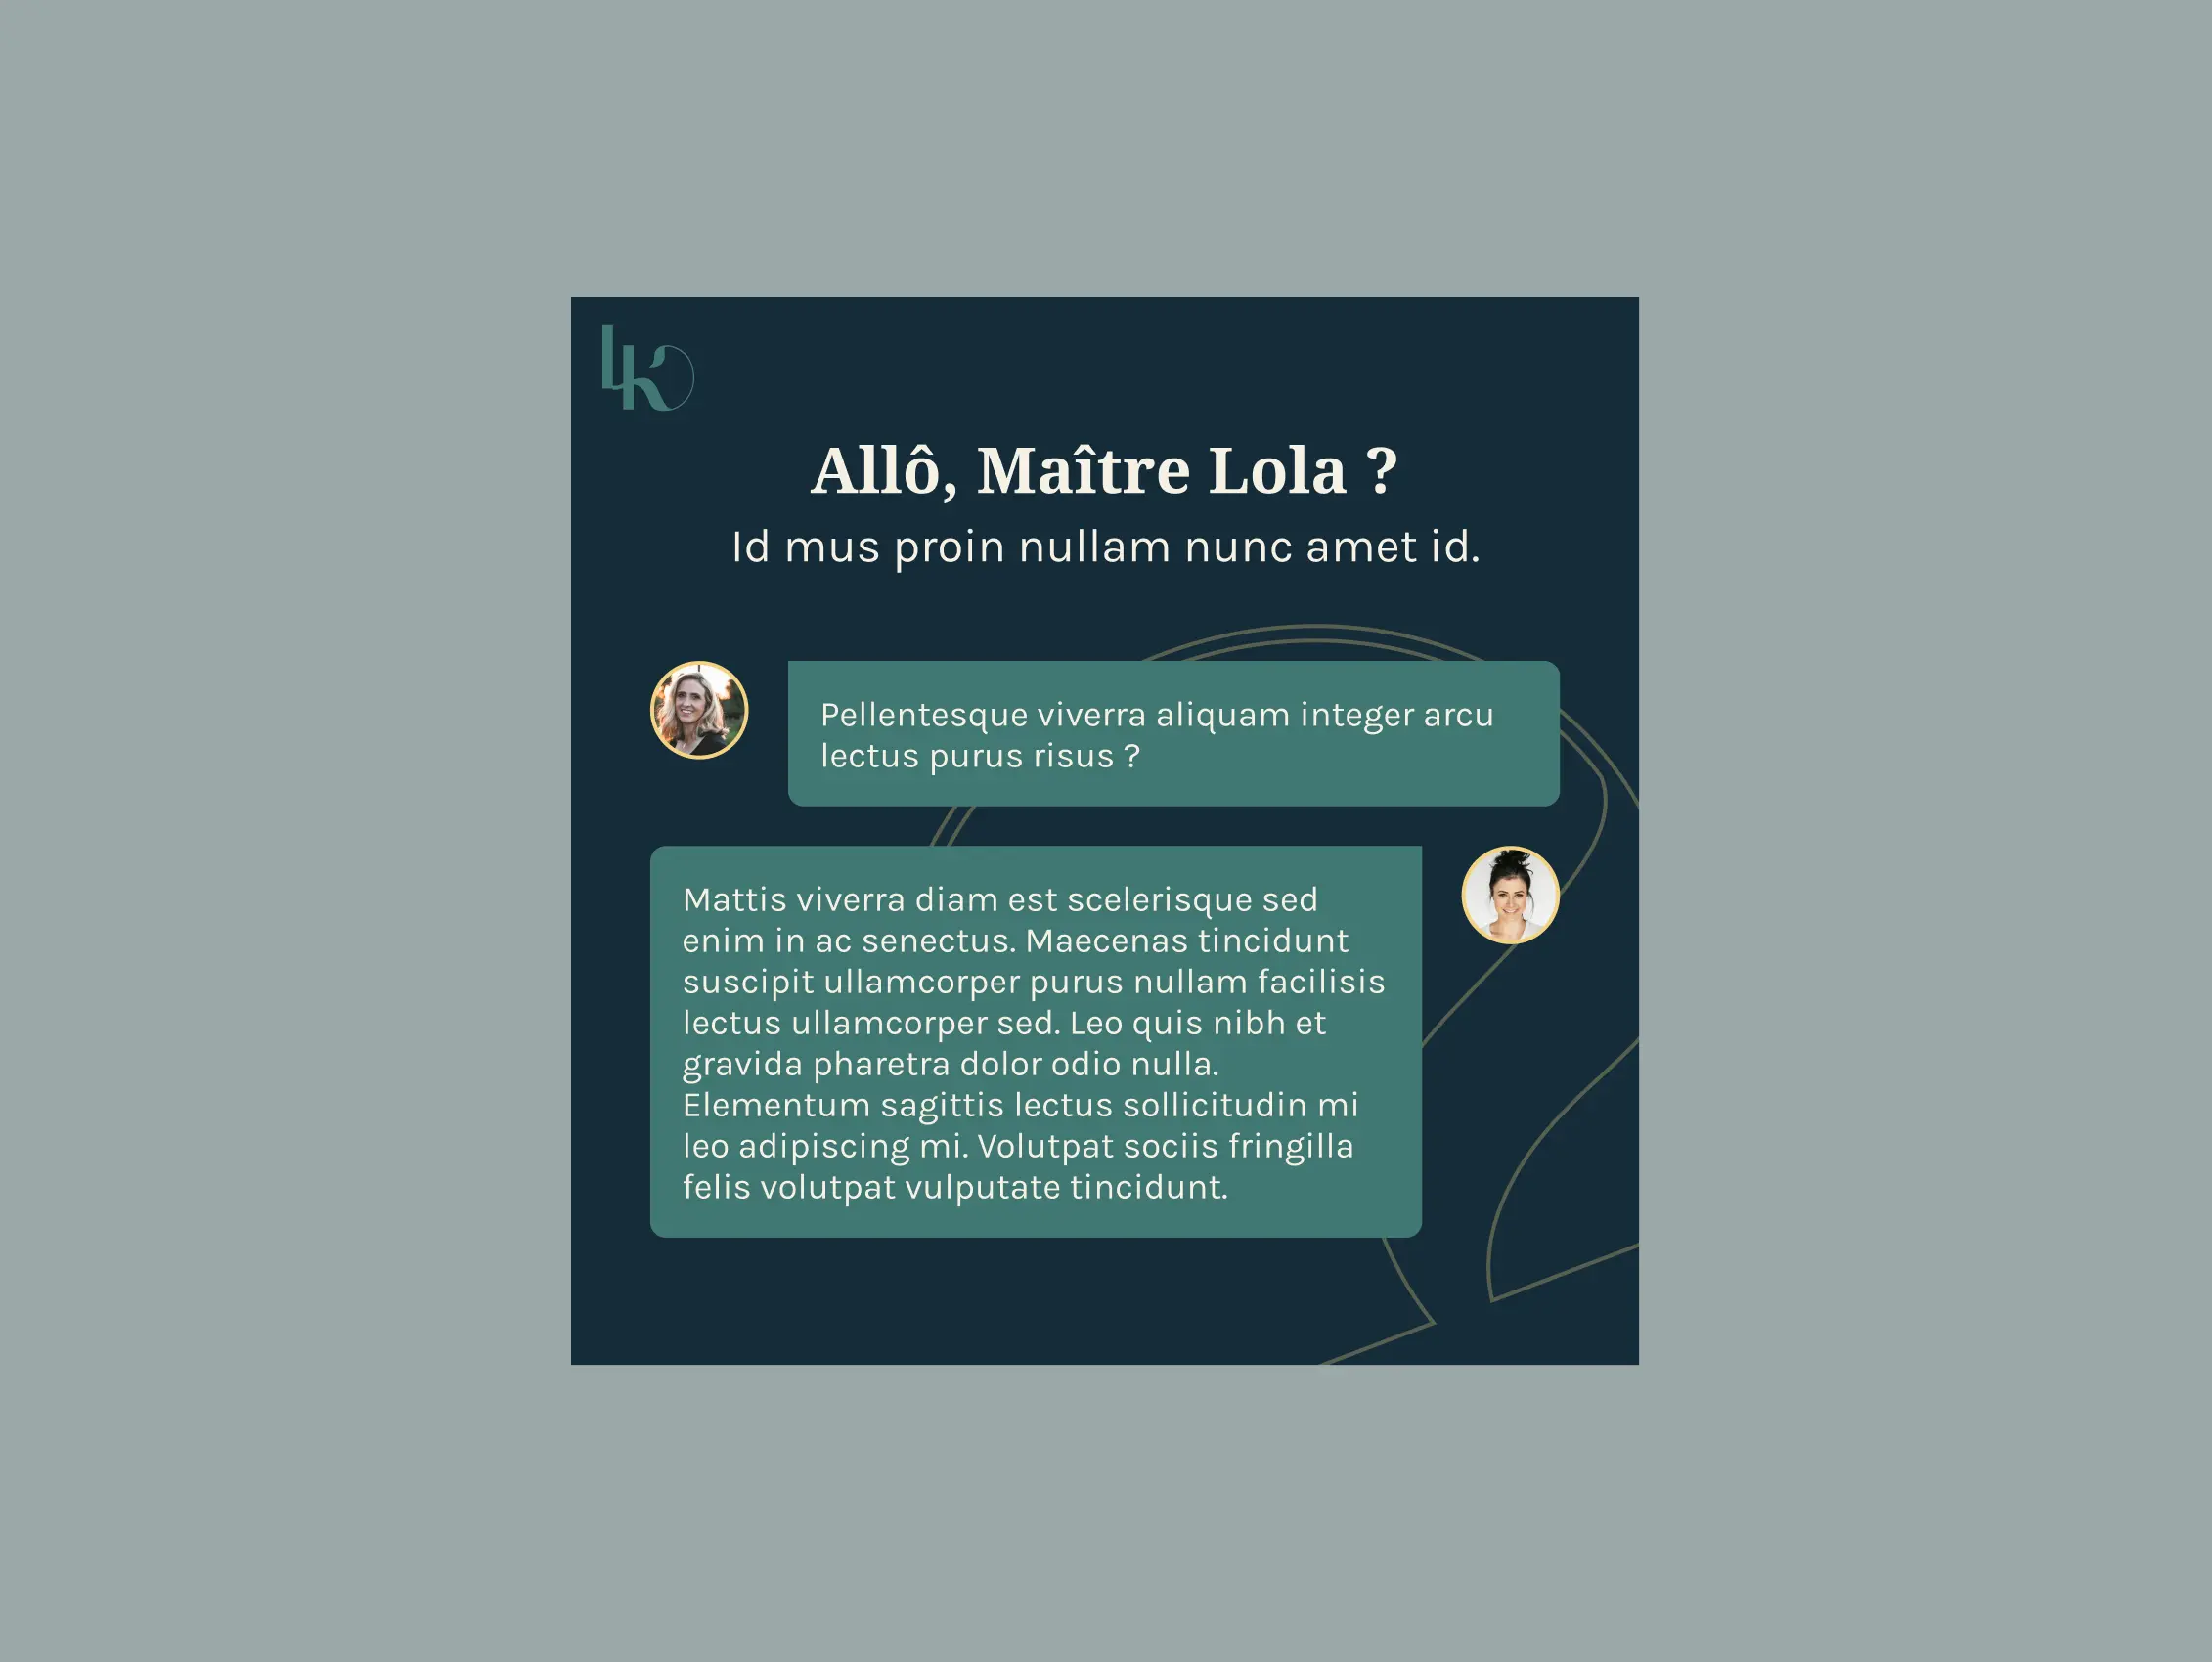 LK
Allô, Maître Lola ?
Id mus proin nullam nunc amet id.
Pellentesque viverra aliquam integer arcu
lectus purus risus ?
Mattis viverra diam est scelerisque sed
enim in ac senectus. Maecenas tincidunt
suscipit ullamcorper purus nullam facilisis
lectus ullamcorper sed. Leo quis nibh et
gravida pharetra dolor odio nulla.
Elementum sagittis lectus sollicitudin mi
leo adipiscing mi. Volutpat sociis fringilla
felis volutpat vulputate tincidunt.